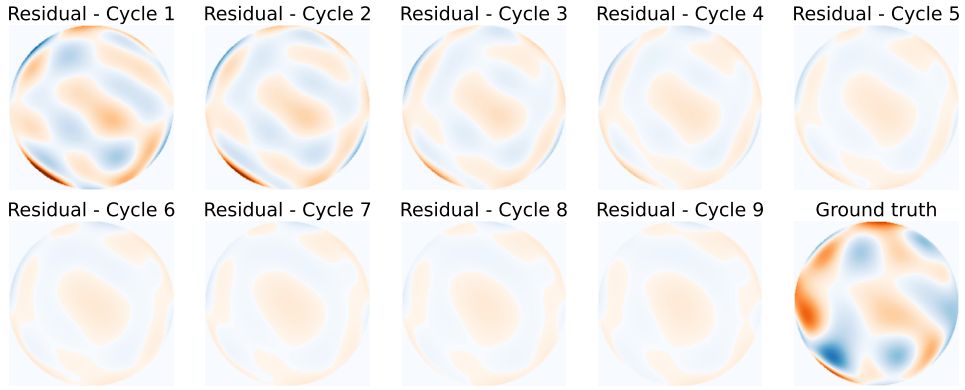 Residual - Cycle 1
Residual - Cycle 2
Residual - Cycle 3
Residual - Cycle 4
Residual - Cycle 5
Residual - Cycle 6
Residual - Cycle 7
Residual - Cycle 8
Residual - Cycle 9
Ground truth